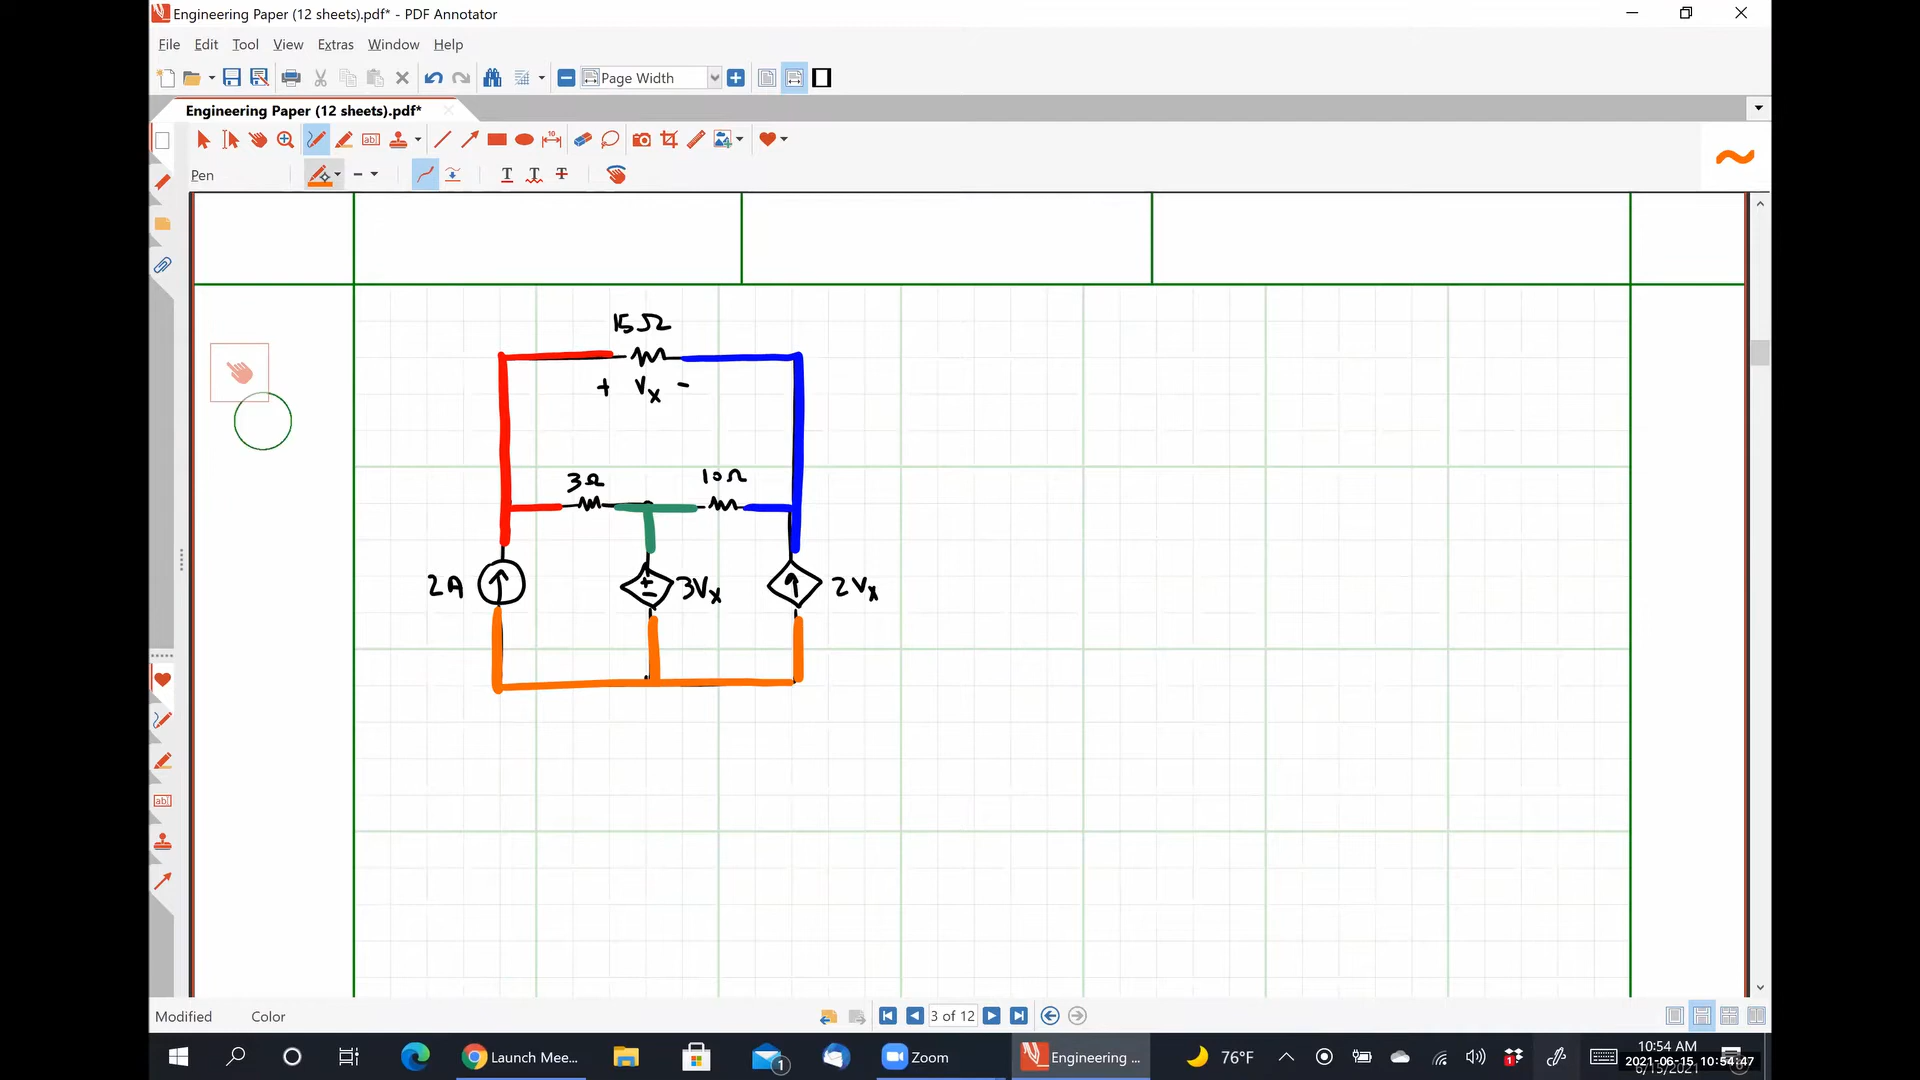 Engineering Paper (12 sheets).pdf* - PDF Annotator
File Edit Tool View Extras Window Help
Page Width
Engineering Paper (12 sheets).pdf*
Pen
15Ω
+ Vx -
3Ω 10Ω
2A 3Vx 2Vx
Modified Color 3 of 12
Launch Mee... Zoom Engineering ... 76°F 10:54 AM
2021-06-15, 10:54:47